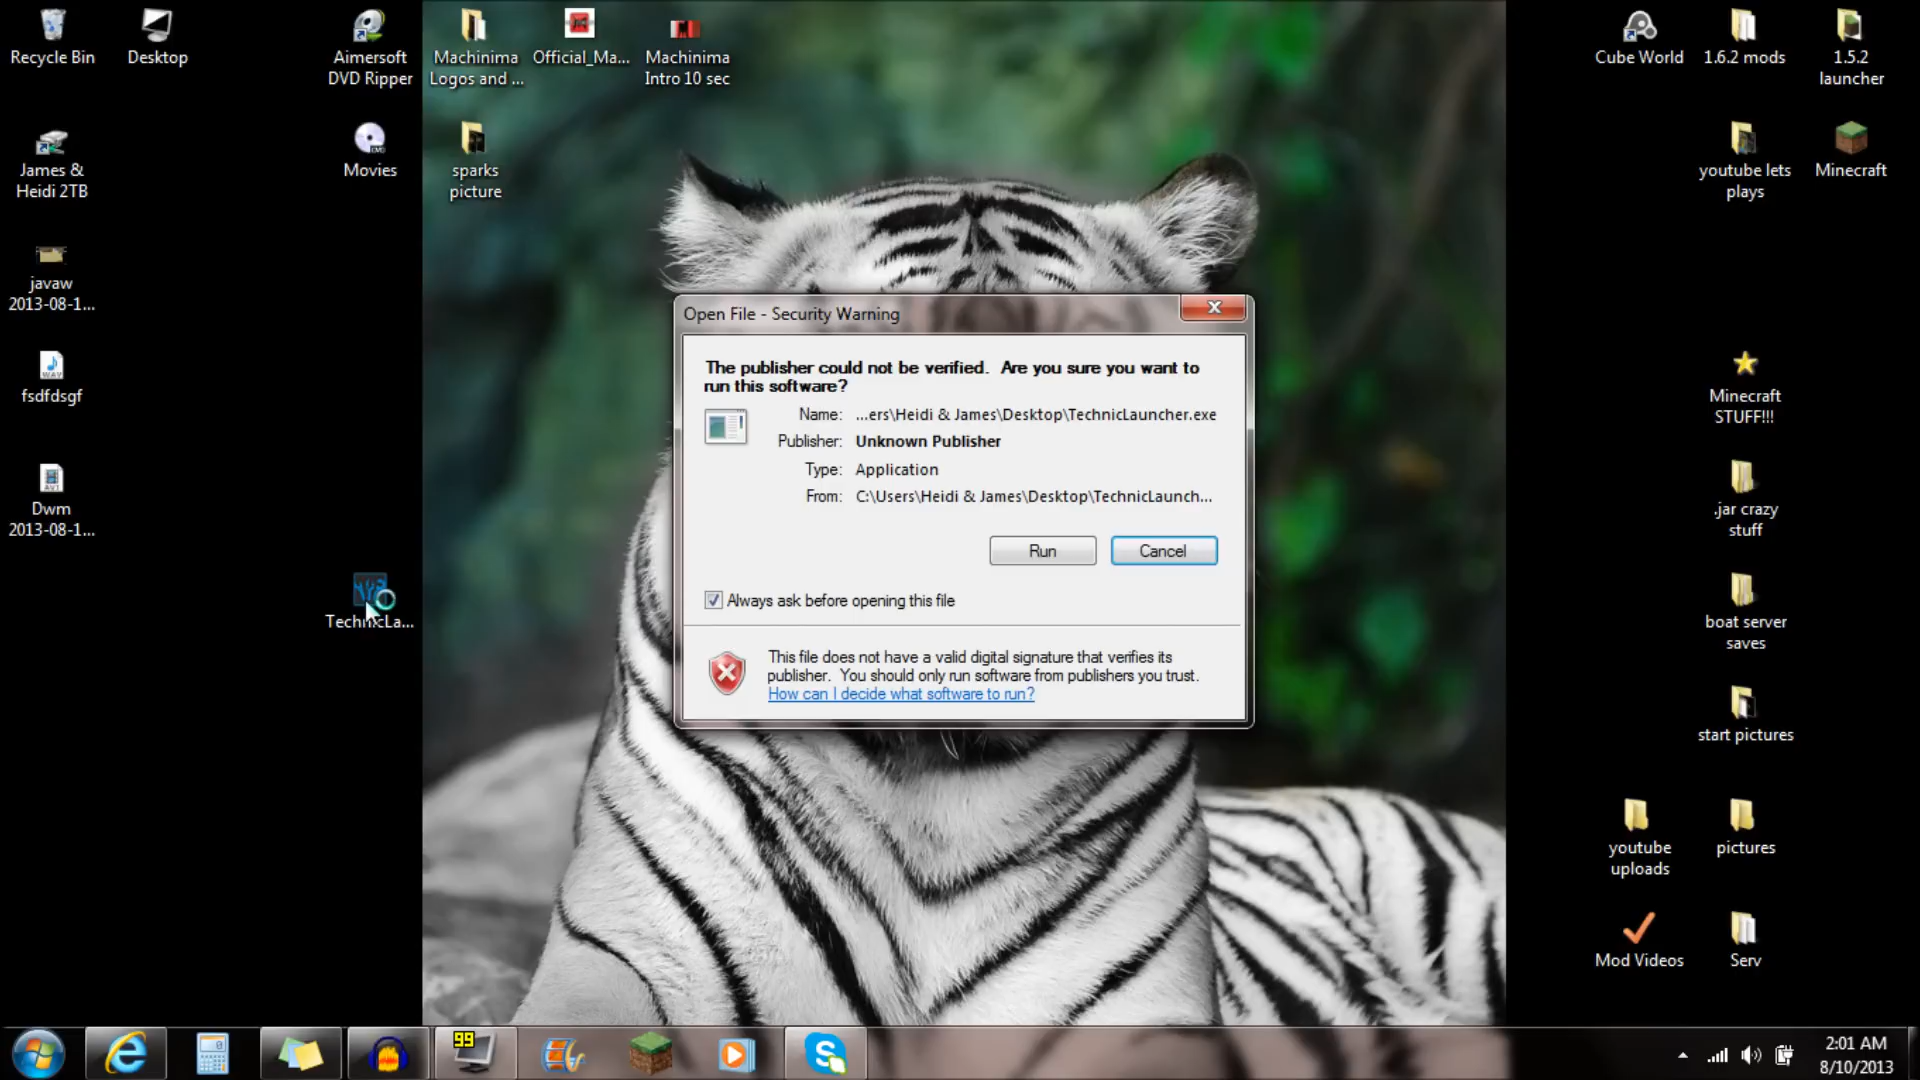 Recycle Bin
Desktop
Aimersoft
DVD Ripper
Machinima
Logos and ...
Official_Ma...
Machinima
Intro 10 sec
Cube World
1.6.2 mods
1.5.2
launcher
James &
Heidi 2TB
Movies
sparks
picture
youtube lets
plays
Minecraft
javaw
2013-08-1...
fsdfdsgf
Dwm
2013-08-1...
TechnicLa...
Open File - Security Warning
The publisher could not be verified. Are you sure you want to
run this software?
Name: ...ers\Heidi & James\Desktop\TechnicLauncher.exe
Publisher: Unknown Publisher
Type: Application
From: C:\Users\Heidi & James\Desktop\TechnicLaunch...
Run
Cancel
Always ask before opening this file
This file does not have a valid digital signature that verifies its
publisher. You should only run software from publishers you trust.
How can I decide what software to run?
Minecraft
STUFF!!!
.jar crazy
stuff
boat server
saves
start pictures
youtube
uploads
pictures
Mod Videos
Serv
99
2:01 AM
8/10/2013